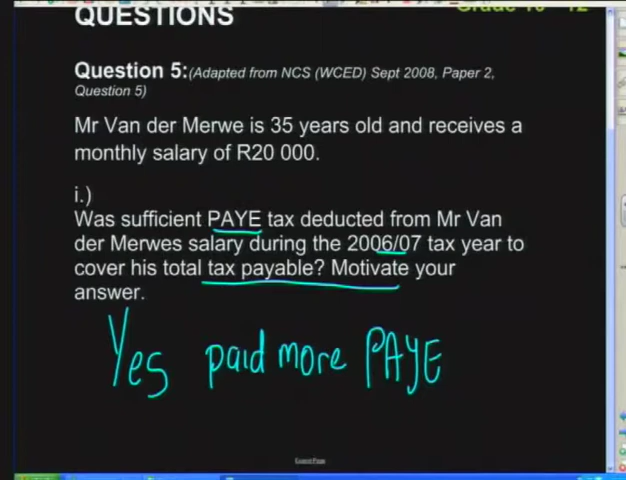 QUESTIONS
Grade 10 - 12
Question 5:(Adapted from NCS (WCED) Sept 2008, Paper 2,
Question 5)
Mr Van der Merwe is 35 years old and receives a
monthly salary of R20 000.
i.)
Was sufficient PAYE tax deducted from Mr Van
der Merwes salary during the 2006/07 tax year to
cover his total tax payable? Motivate your
answer.
Yes paid more PAYE